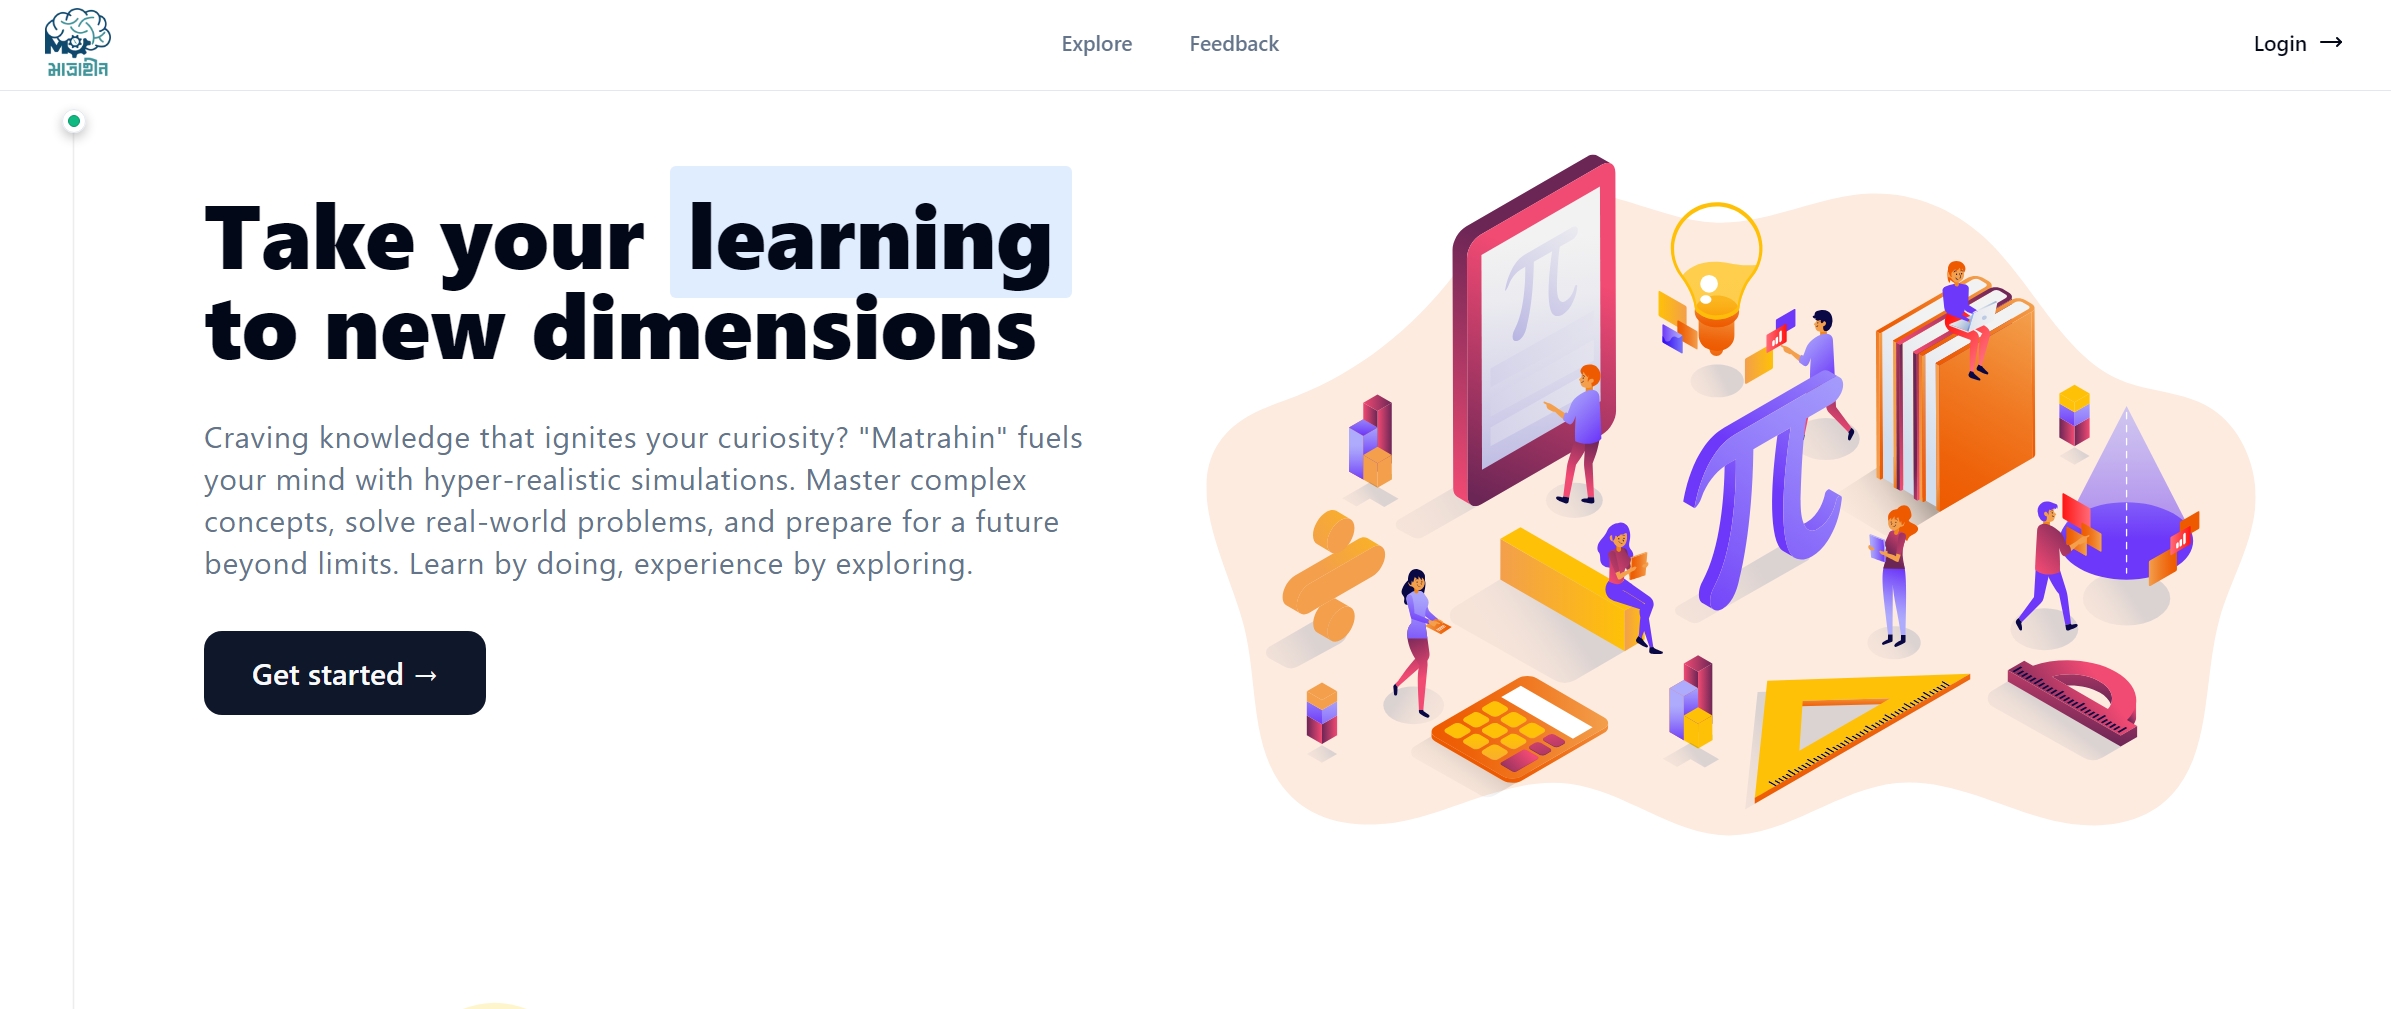 মাত্রাহীন
Explore
Feedback
Login →
Take your learning
to new dimensions
Craving knowledge that ignites your curiosity? "Matrahin" fuels
your mind with hyper-realistic simulations. Master complex
concepts, solve real-world problems, and prepare for a future
beyond limits. Learn by doing, experience by exploring.
Get started →
π
π